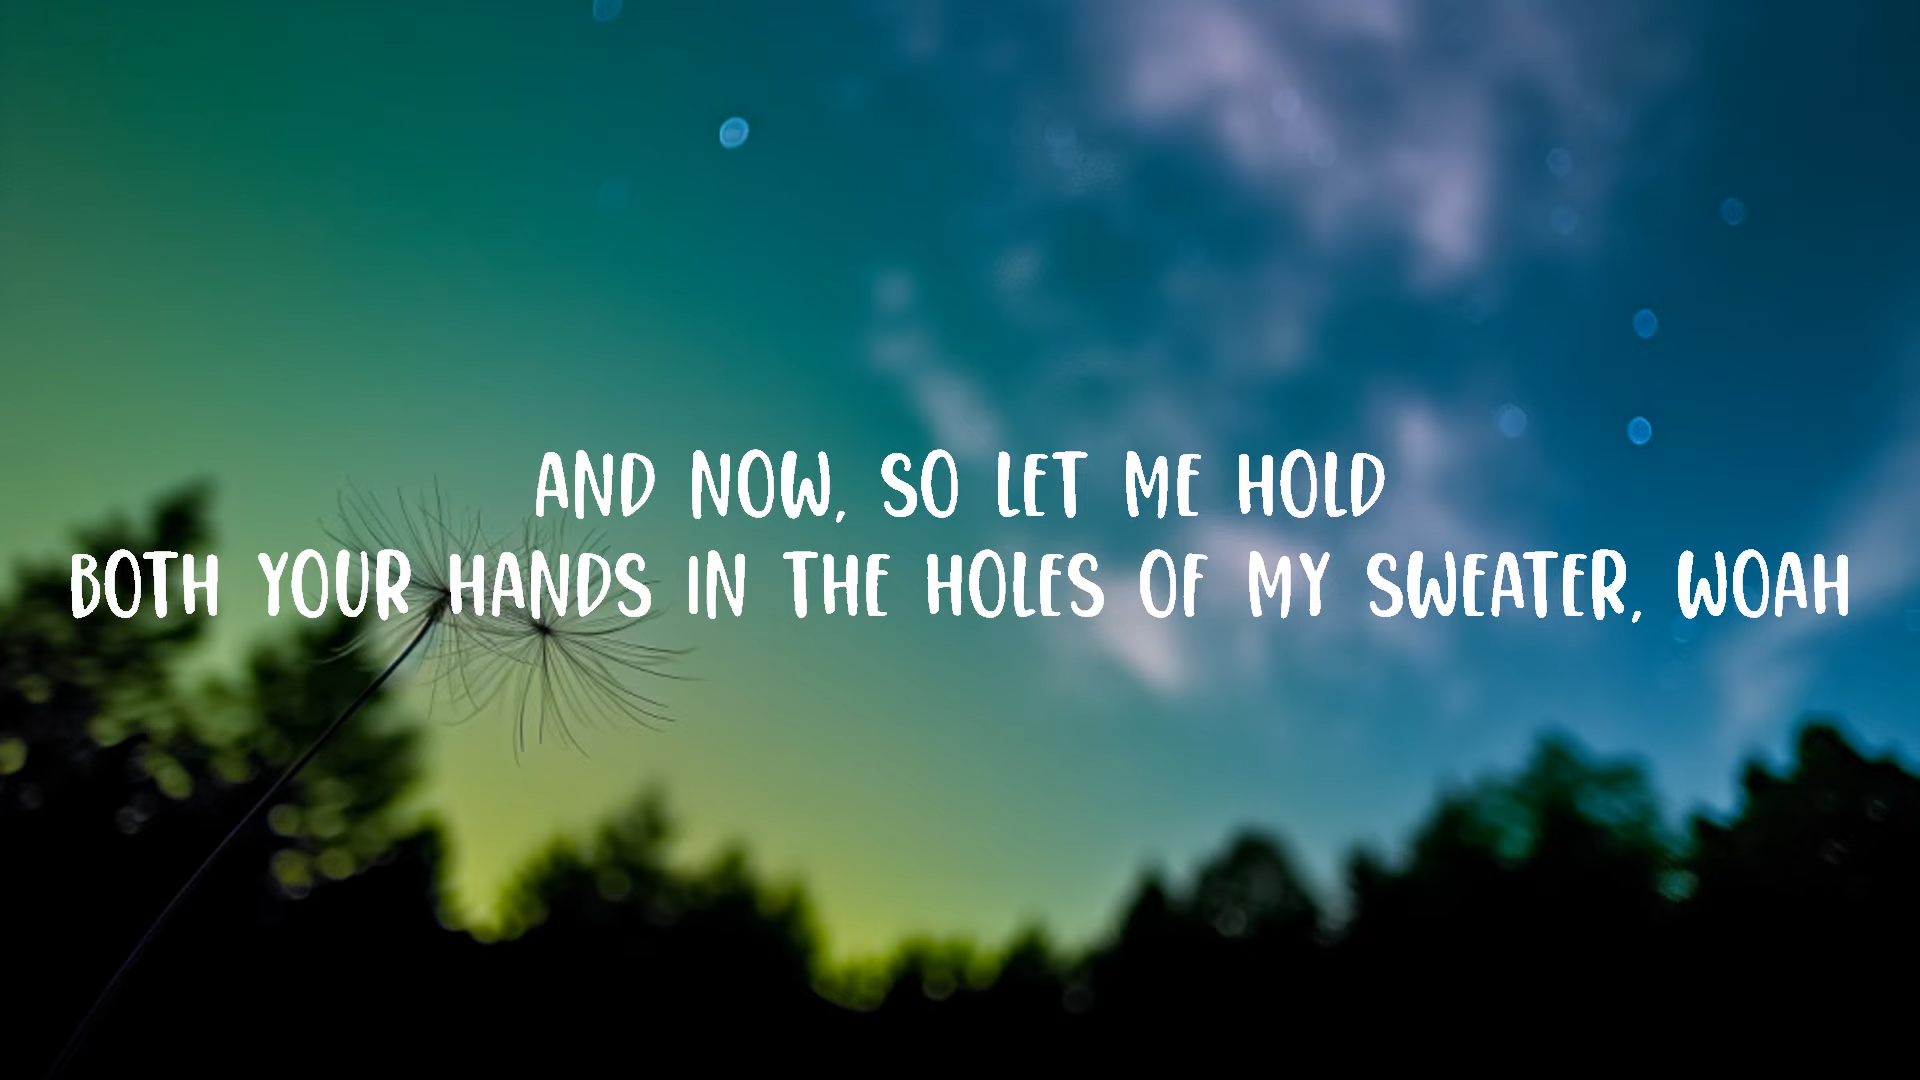 AND NOW, SO LET ME HOLD
BOTH YOUR HANDS IN THE HOLES OF MY SWEATER, WOAH